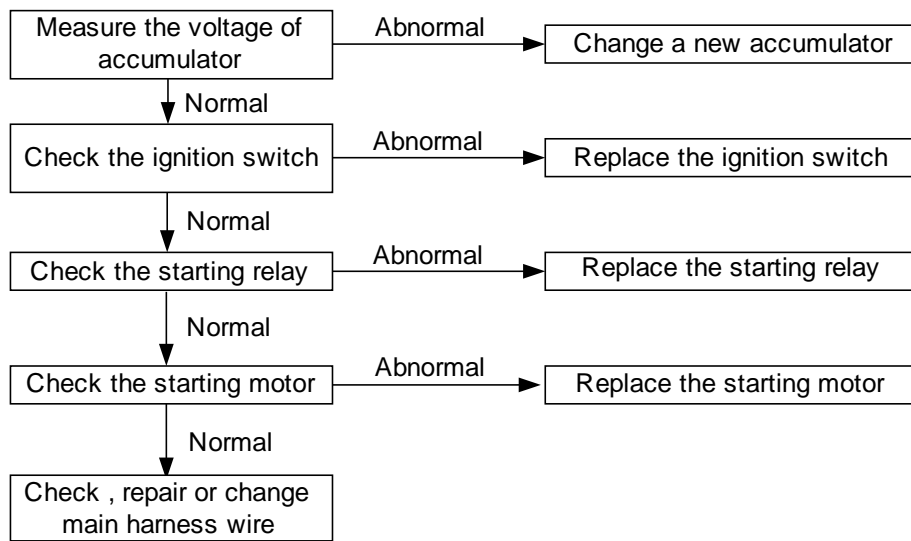 Measure the voltage of
accumulator
Abnormal
Change a new accumulator
Normal
Check the ignition switch
Abnormal
Replace the ignition switch
Normal
Check the starting relay
Abnormal
Replace the starting relay
Normal
Check the starting motor
Abnormal
Replace the starting motor
Normal
Check , repair or change
main harness wire